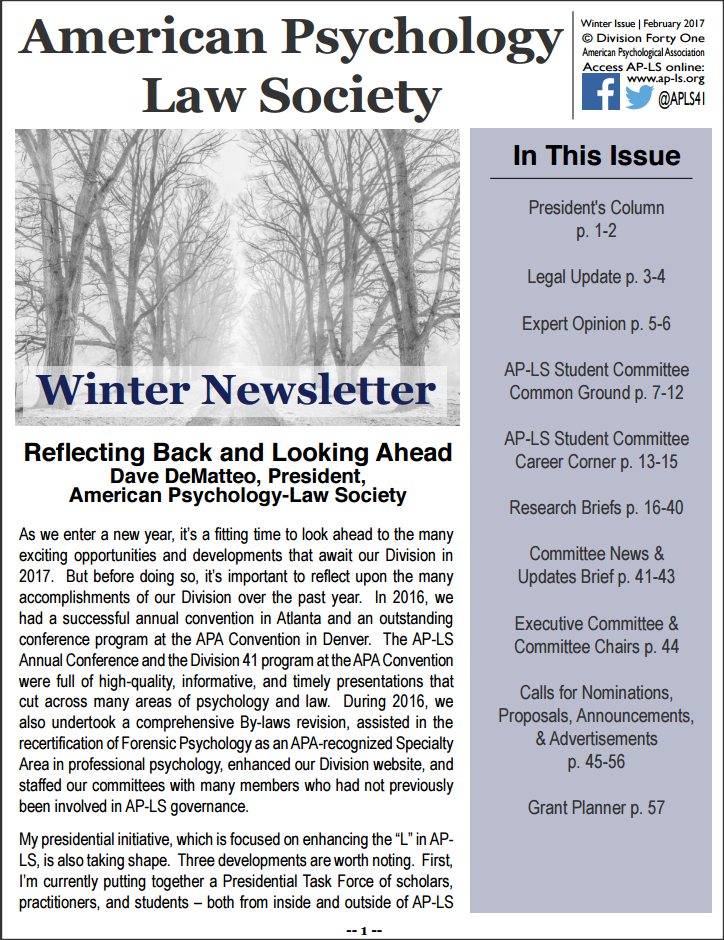 American Psychology
Law Society
Winter Issue | February 2017
© Division Forty One
American Psychological Association
Access AP-LS online:
www.ap-ls.org
@APLS41
Winter Newsletter
Reflecting Back and Looking Ahead
Dave DeMatteo, President,
American Psychology-Law Society
As we enter a new year, it's a fitting time to look ahead to the many
exciting opportunities and developments that await our Division in
2017.  But before doing so, it's important to reflect upon the many
accomplishments of our Division over the past year.  In 2016, we
had a successful annual convention in Atlanta and an outstanding
conference program at the APA Convention in Denver.  The AP-LS
Annual Conference and the Division 41 program at the APA Convention
were full of high-quality, informative, and timely presentations that
cut across many areas of psychology and law.  During 2016, we
also undertook a comprehensive By-laws revision, assisted in the
recertification of Forensic Psychology as an APA-recognized Specialty
Area in professional psychology, enhanced our Division website, and
staffed our committees with many members who had not previously
been involved in AP-LS governance.
My presidential initiative, which is focused on enhancing the “L” in AP-
LS, is also taking shape.  Three developments are worth noting.  First,
I'm currently putting together a Presidential Task Force of scholars,
practitioners, and students – both from inside and outside of AP-LS
In This Issue
President's Column
p. 1-2
Legal Update p. 3-4
Expert Opinion p. 5-6
AP-LS Student Committee
Common Ground p. 7-12
AP-LS Student Committee
Career Corner p. 13-15
Research Briefs p. 16-40
Committee News &
Updates Brief p. 41-43
Executive Committee &
Committee Chairs p. 44
Calls for Nominations,
Proposals, Announcements,
& Advertisements
p. 45-56
Grant Planner p. 57
-- 1 --